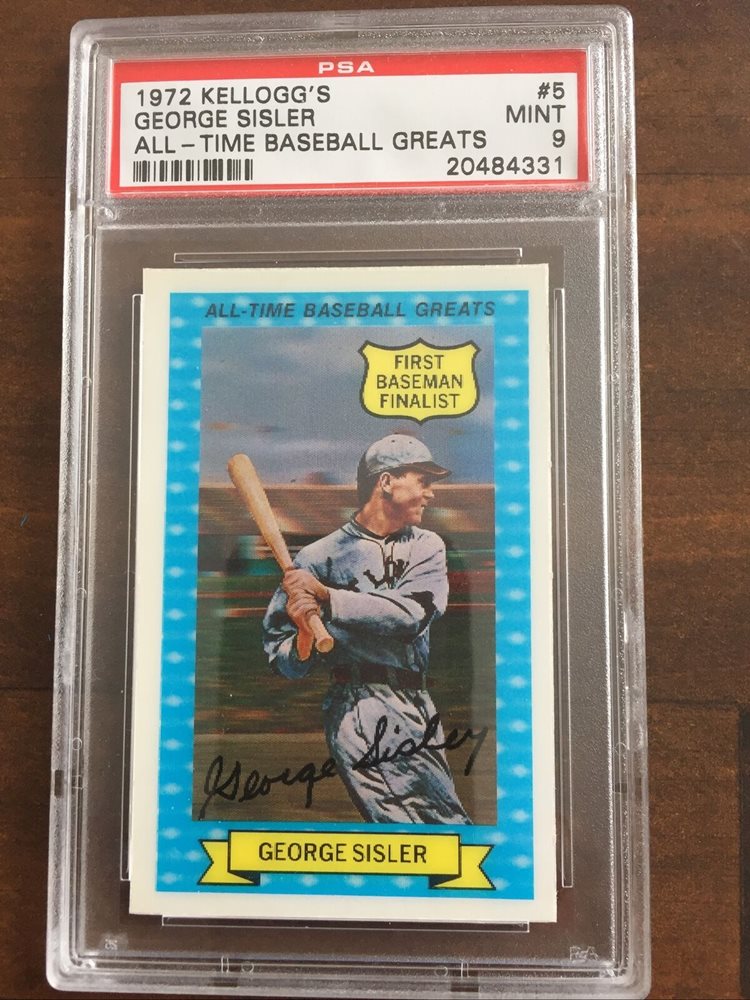 PSA
1972 KELLOGG'S #5
GEORGE SISLER MINT
ALL-TIME BASEBALL GREATS 9
20484331
ALL-TIME BASEBALL GREATS
FIRST
BASEMAN
FINALIST
George Sisler
GEORGE SISLER
PSA